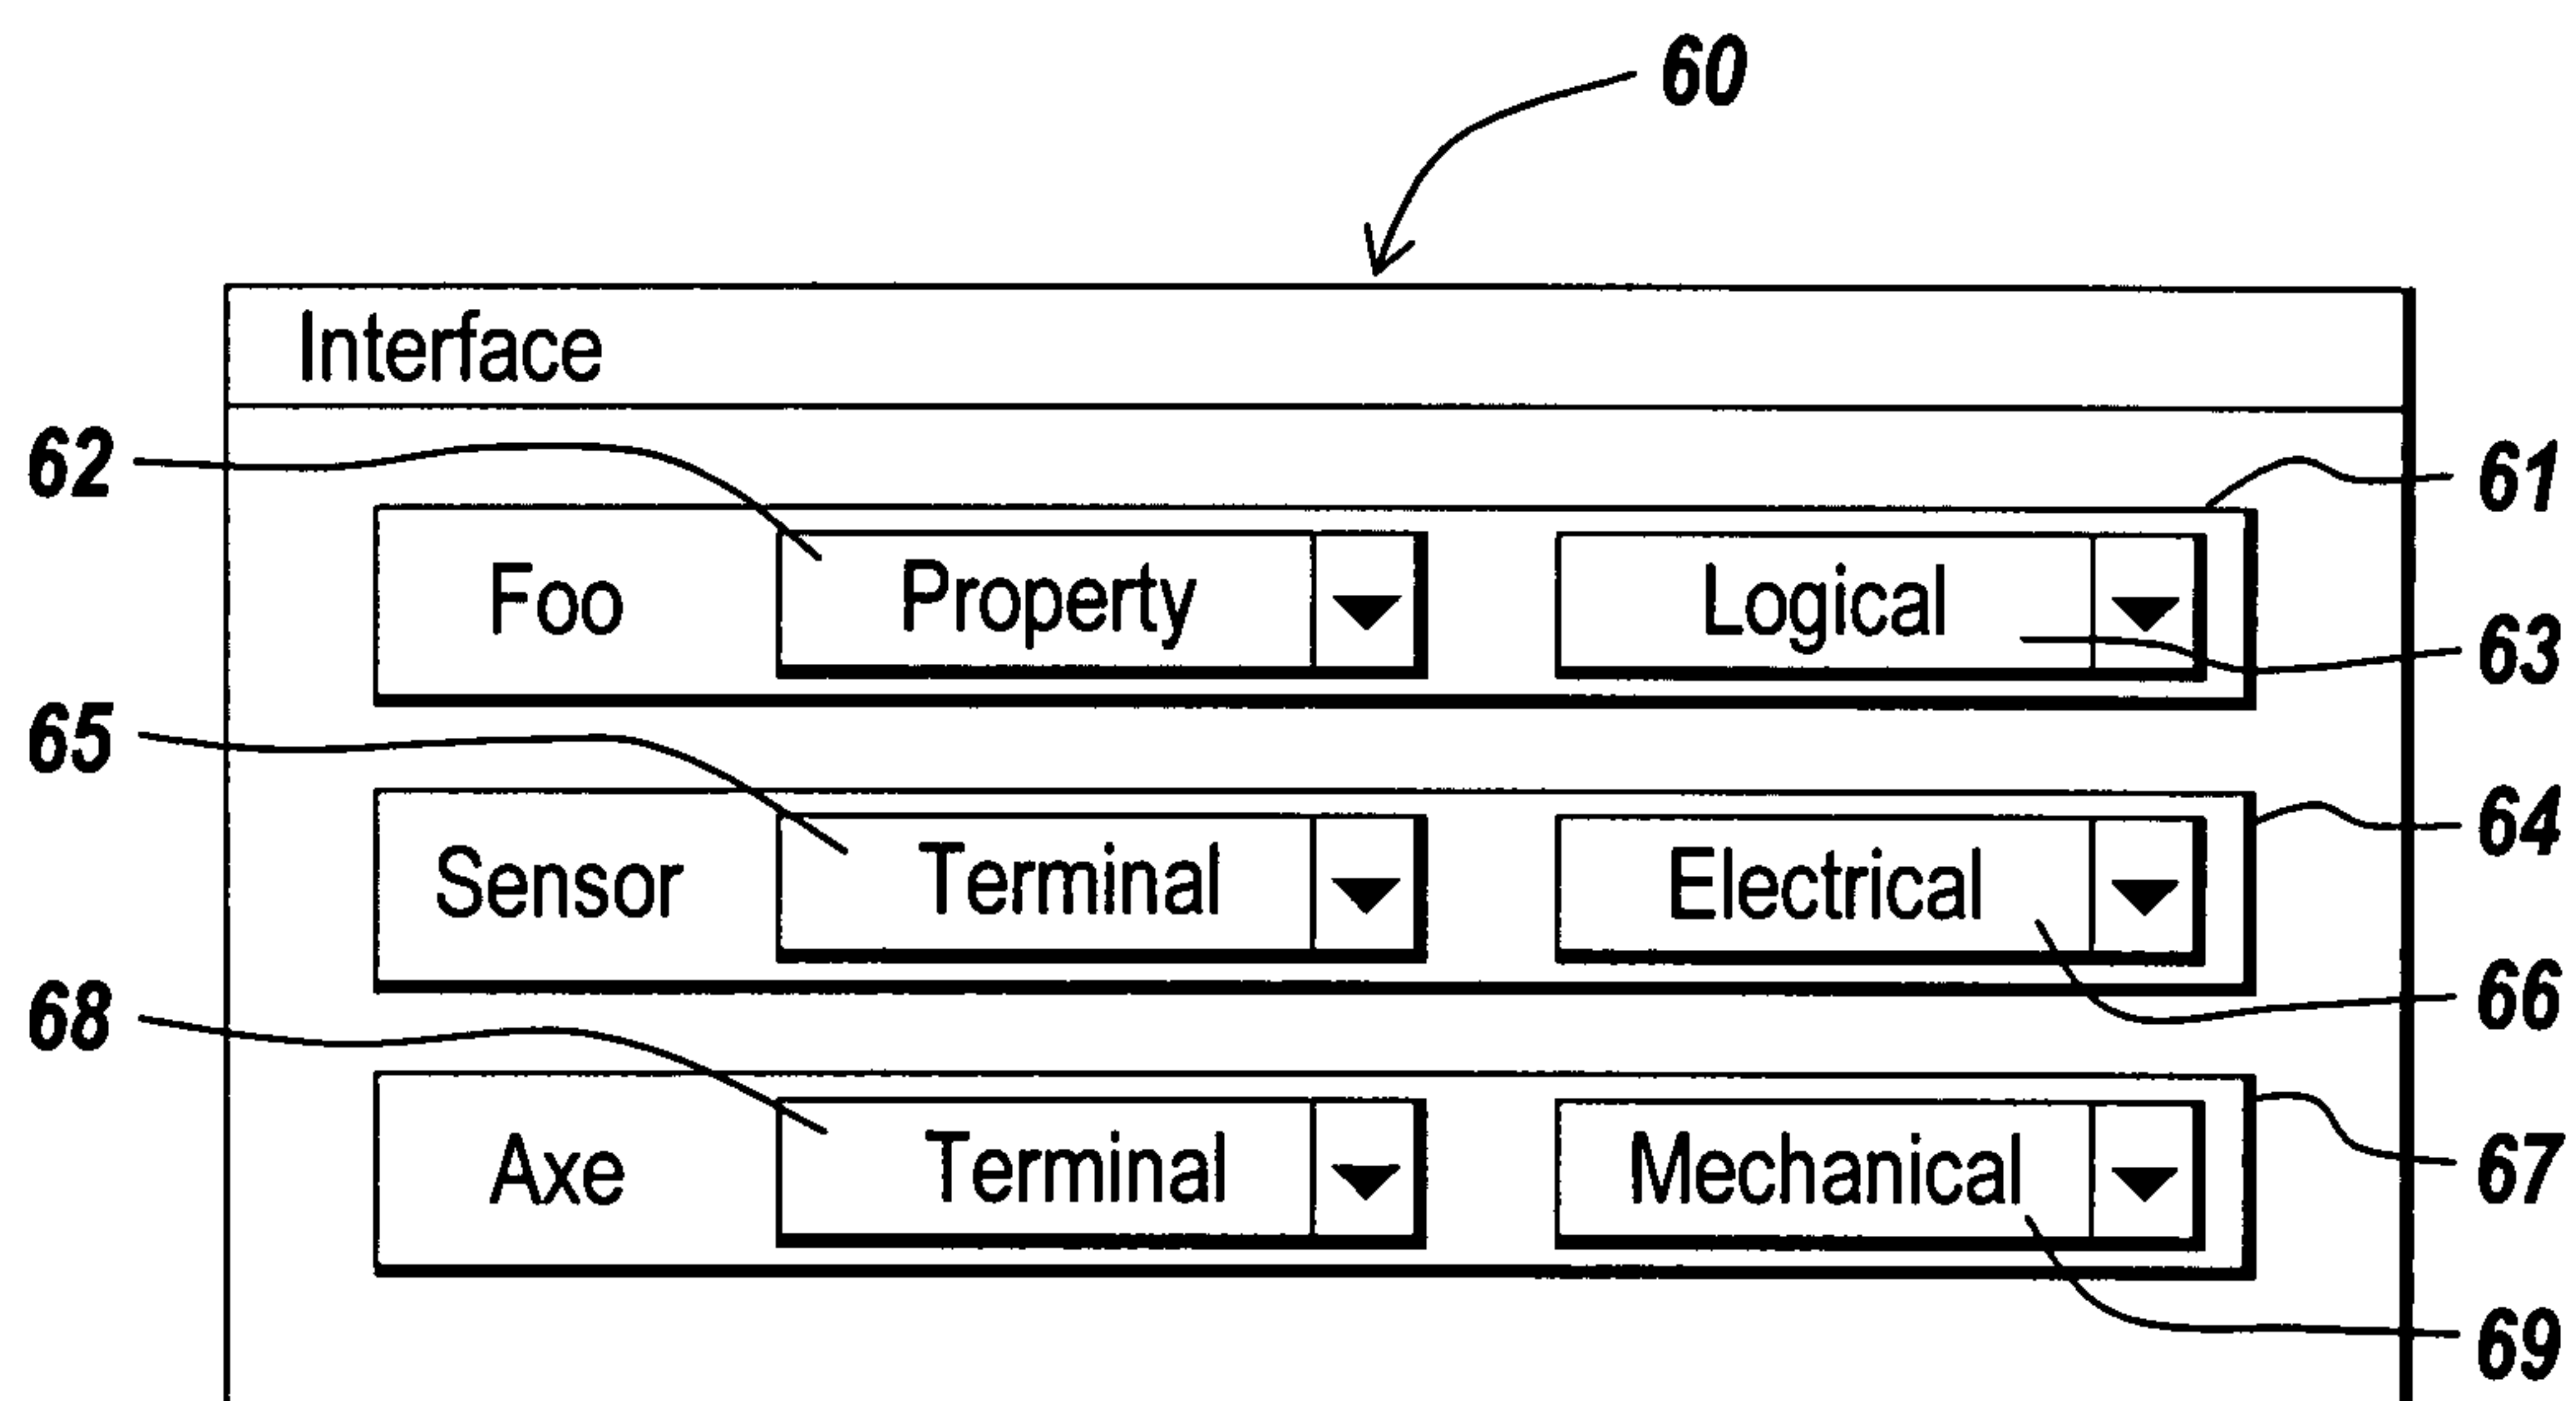 60
Interface
62
61
Foo Property Logical
63
65
64
Sensor Terminal Electrical
66
68
67
Axe Terminal Mechanical
69